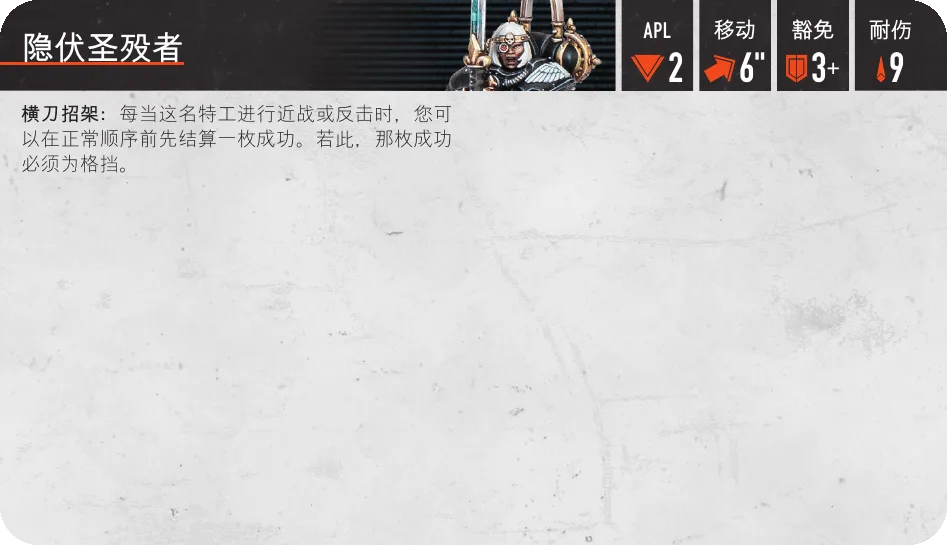 隐伏圣殁者
APL
2
移动
6"
豁免
3+
耐伤
9
横刀招架：每当这名特工进行近战或反击时，您可
以在正常顺序前先结算一枚成功。若此，那枚成功
必须为格挡。